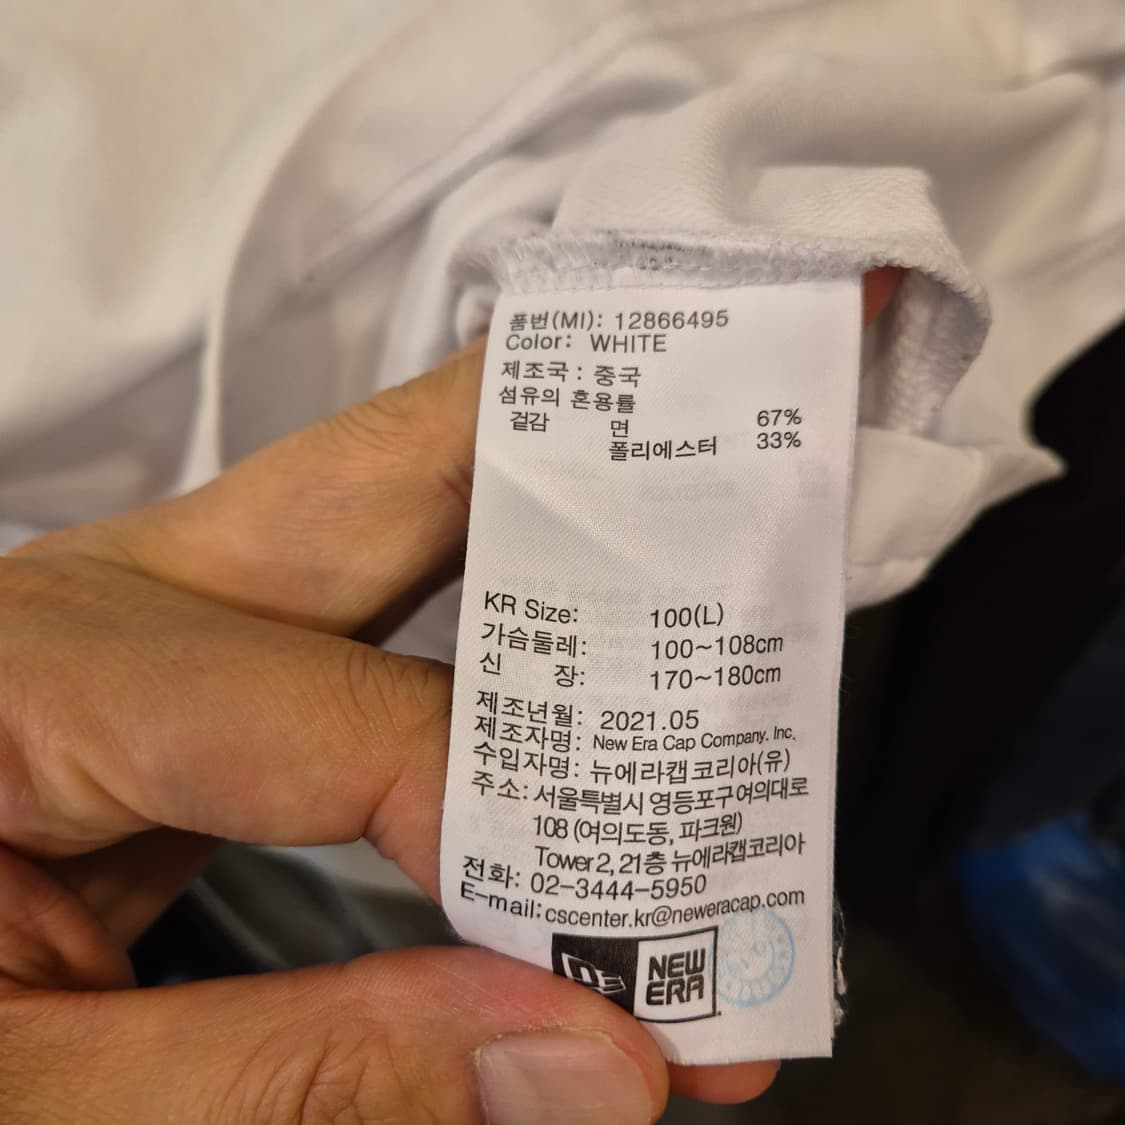 품번(MI): 12866495
Color: WHITE
제조국 : 중국
섬유의 혼용률
겉감 면 67%
폴리에스터 33%
KR Size: 100(L)
가슴둘레: 100~108cm
신 장: 170~180cm
제조년월: 2021.05
제조자명: New Era Cap Company. Inc.
수입자명: 뉴에라캡코리아(유)
주소: 서울특별시 영등포구 여의대로
108 (여의도동, 파크원)
Tower 2, 21층 뉴에라캡코리아
전화: 02-3444-5950
E-mail: cscenter.kr@neweracap.com
NEW
ERA